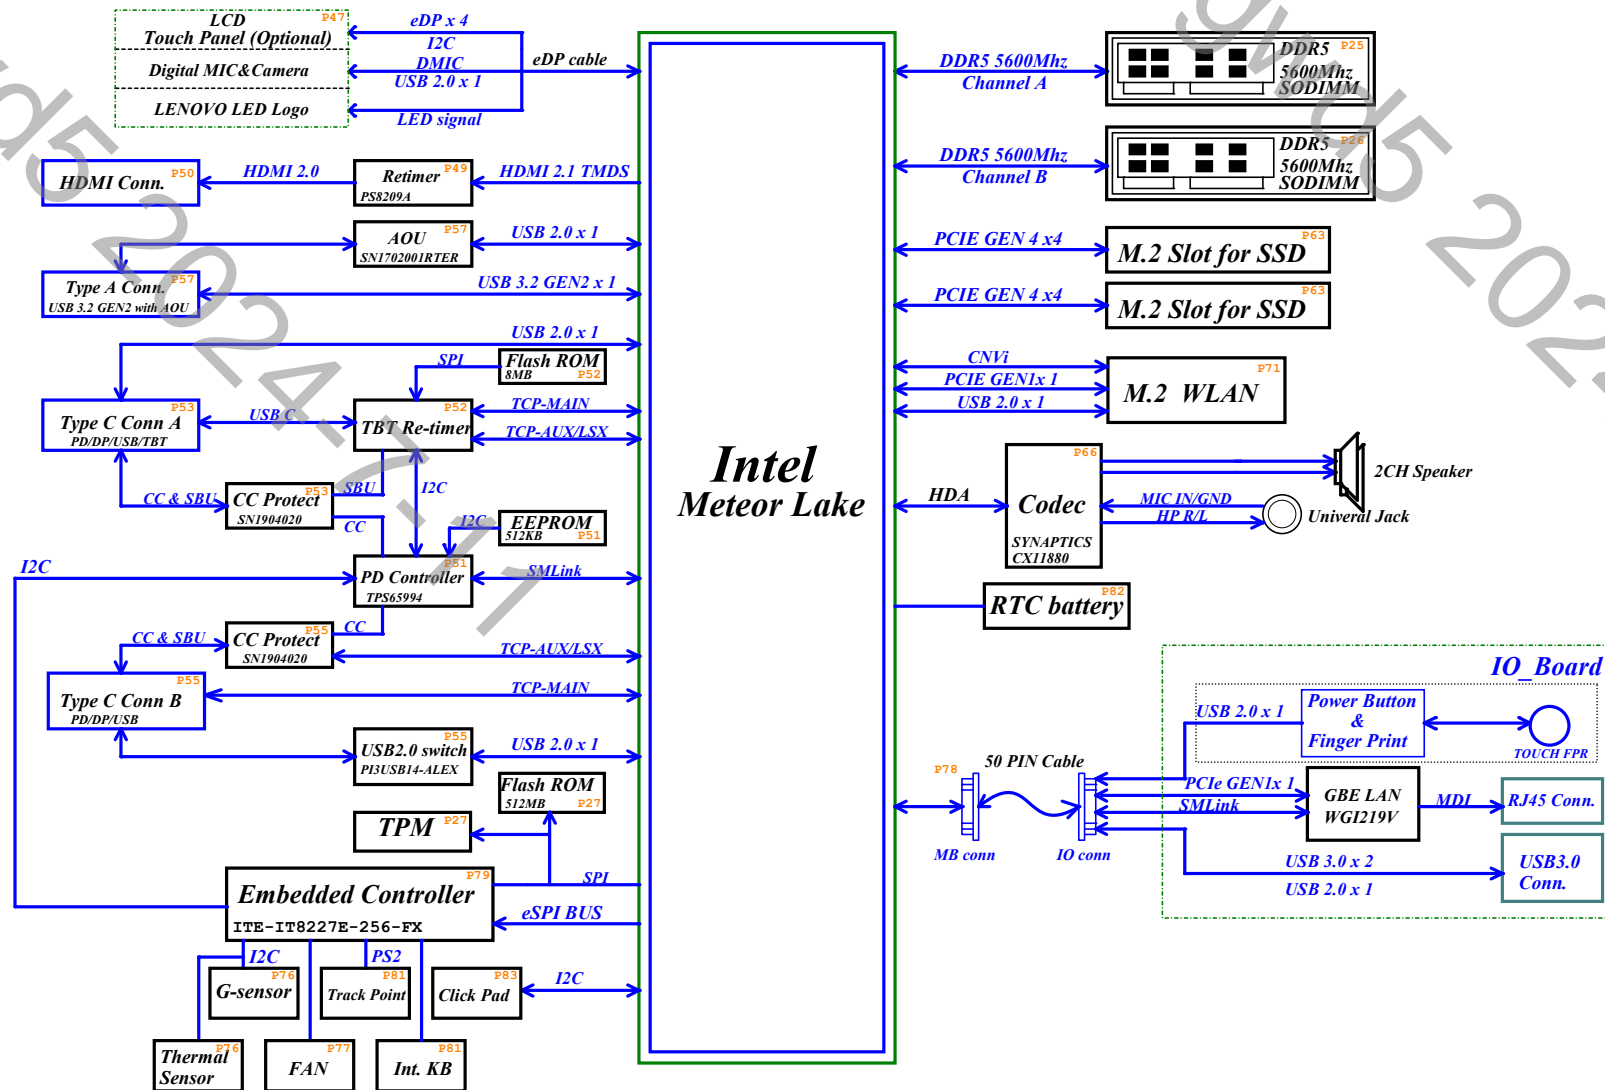 LCD P47
Touch Panel (Optional)
Digital MIC&Camera
LENOVO LED Logo
eDP x 4
I2C
DMIC
USB 2.0 x 1
LED signal
eDP cable
HDMI Conn. P50
HDMI 2.0
Retimer P49
PS8209A
HDMI 2.1 TMDS
AOU P57
SN1702001RTER
USB 2.0 x 1
Type A Conn. P57
USB 3.2 GEN2 with AOU
USB 3.2 GEN2 x 1
USB 2.0 x 1
SPI
Flash ROM
8MB P52
Type C Conn A P53
PD/DP/USB/TBT
USB C
TBT Re-timer P52
TCP-MAIN
TCP-AUX/LSX
CC & SBU
CC Protect P53
SN1904020
SBU
CC
I2C
I2C
EEPROM
512KB P51
I2C
PD Controller P51
TPS65994
SMLink
CC Protect P55
SN1904020
CC
CC & SBU
TCP-AUX/LSX
Type C Conn B P55
PD/DP/USB
TCP-MAIN
USB2.0 switch P55
PI3USB14-ALEX
USB 2.0 x 1
Flash ROM
512MB P27
TPM P27
SPI
Embedded Controller P79
ITE-IT8227E-256-FX
eSPI BUS
I2C
PS2
G-sensor P76
Track Point P81
Click Pad P83
I2C
Thermal P76
Sensor
FAN P77
Int. KB P81
Intel
Meteor Lake
DDR5 5600Mhz
Channel A
DDR5 P25
5600Mhz
SODIMM
DDR5 5600Mhz
Channel B
DDR5 P26
5600Mhz
SODIMM
PCIE GEN 4 x4
M.2 Slot for SSD P63
PCIE GEN 4 x4
M.2 Slot for SSD P63
CNVi
PCIE GEN1x 1
USB 2.0 x 1
M.2 WLAN P71
HDA
Codec P66
SYNAPTICS
CX11880
2CH Speaker
MIC IN/GND
HP R/L
Univeral Jack
RTC battery P82
IO_Board
USB 2.0 x 1
Power Button
&
Finger Print
TOUCH FPR
50 PIN Cable
P78
MB conn
IO conn
PCIe GEN1x 1
SMLink
GBE LAN
WGI219V
MDI
RJ45 Conn.
USB 3.0 x 2
USB 2.0 x 1
USB3.0
Conn.